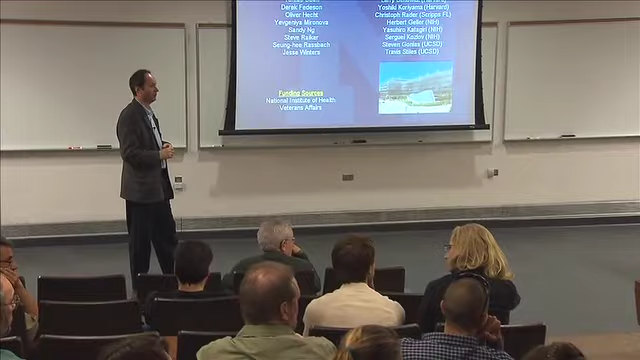 Derek Fedeson
Oliver Hecht
Yevgeniya Mironova
Sandy Ng
Steve Raiker
Seung-hee Rassbach
Jesse Winters
Yoshiki Koriyama (Harvard)
Christoph Rader (Scripps FL)
Herbert Geller (NIH)
Yasuhiro Katagiri (NIH)
Serguei Kozlov (NIH)
Steven Gonias (UCSD)
Travis Stiles (UCSD)
Funding Sources
National Institute of Health
Veterans Affairs